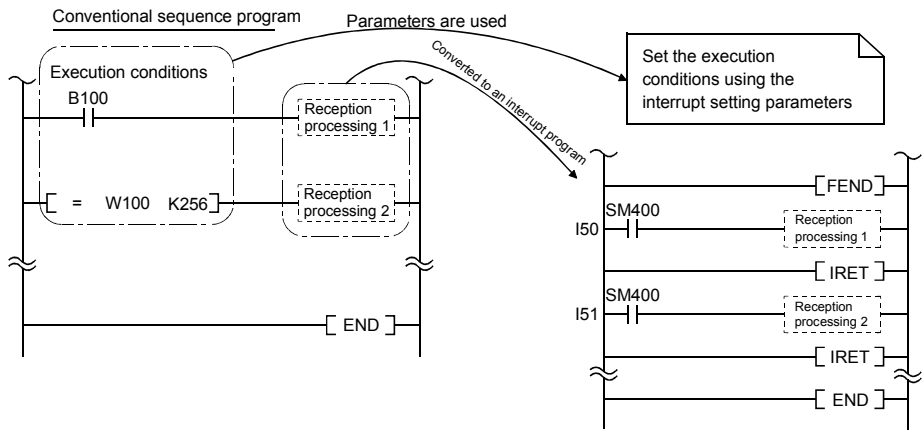 Conventional sequence program
Parameters are used
Execution conditions
B100
Reception
processing 1
= W100 K256
Reception
processing 2
END
Converted to an interrupt program
Set the execution
conditions using the
interrupt setting parameters
FEND
SM400
I50
Reception
processing 1
IRET
SM400
I51
Reception
processing 2
IRET
END